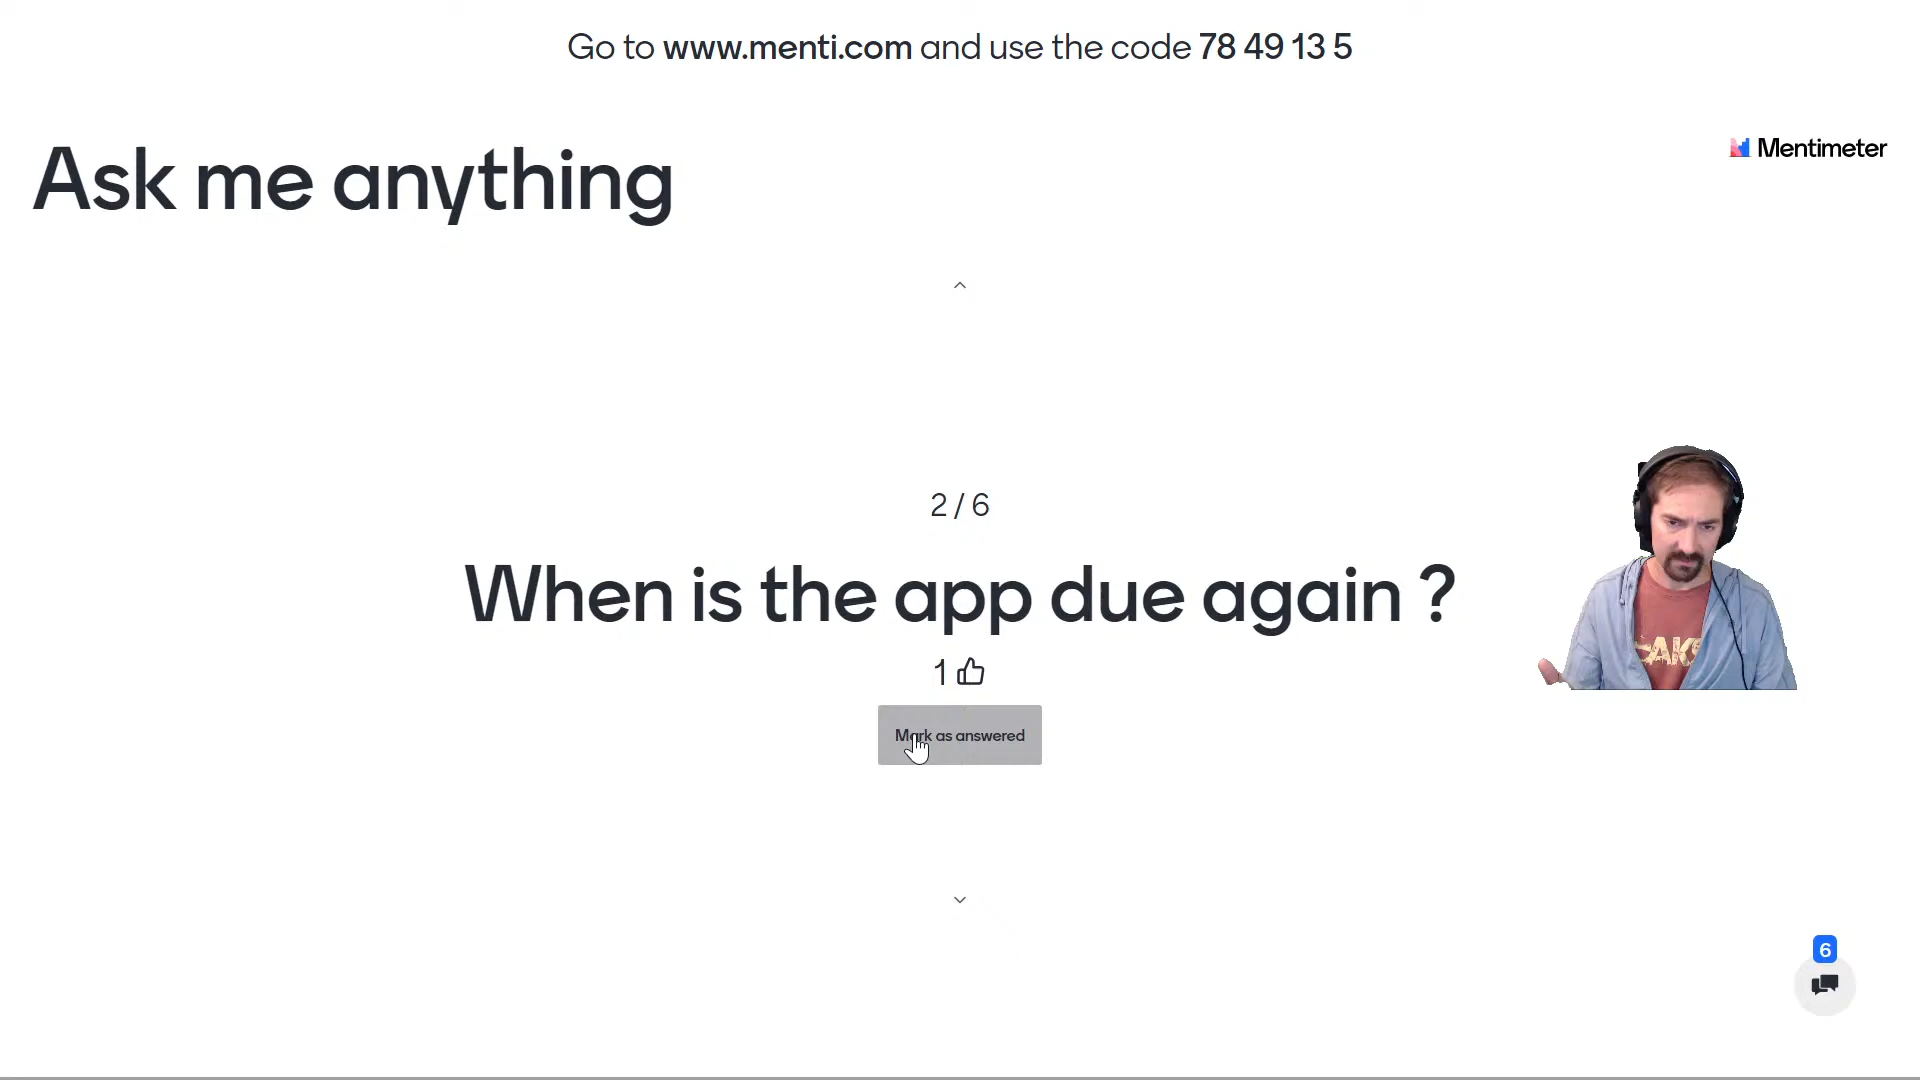 Go to www.menti.com and use the code 78 49 13 5
Mentimeter
Ask me anything
2 / 6
When is the app due again ?
1
Mark as answered
6